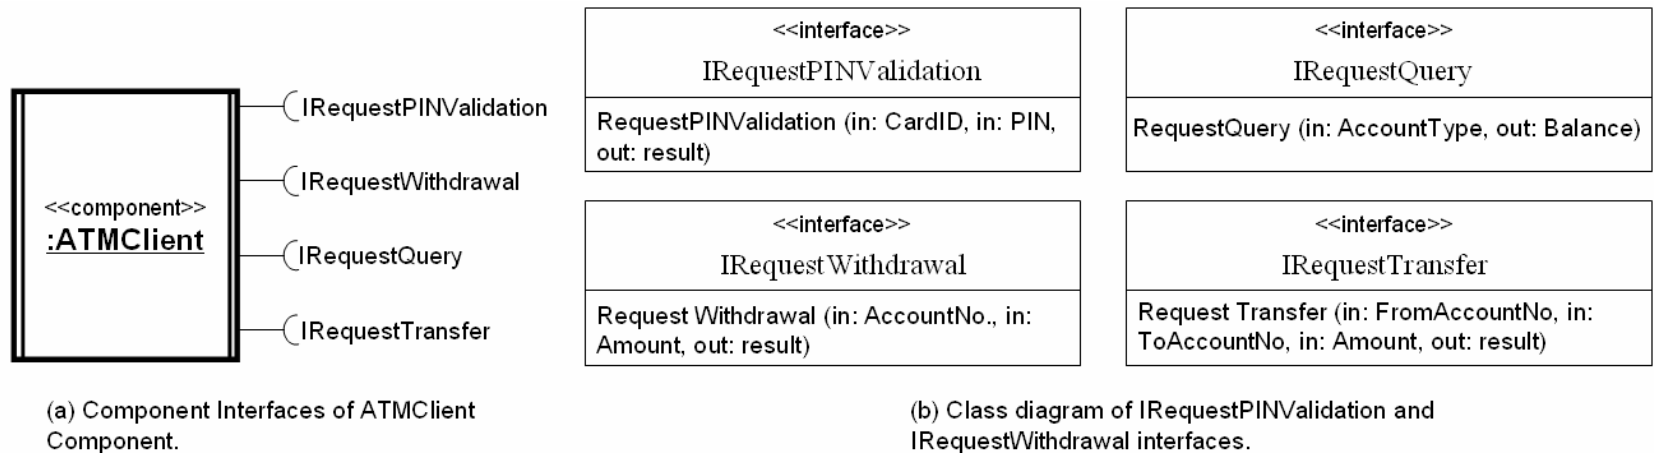 <<component>>
:ATMClient
IRequestPINValidation
IRequestWithdrawal
IRequestQuery
IRequestTransfer
(a) Component Interfaces of ATMClient
Component.
<<interface>>
IRequestPINValidation
RequestPINValidation (in: CardID, in: PIN,
out: result)
<<interface>>
IRequestQuery
RequestQuery (in: AccountType, out: Balance)
<<interface>>
IRequestWithdrawal
Request Withdrawal (in: AccountNo., in:
Amount, out: result)
<<interface>>
IRequestTransfer
Request Transfer (in: FromAccountNo, in:
ToAccountNo, in: Amount, out: result)
(b) Class diagram of IRequestPINValidation and
IRequestWithdrawal interfaces.